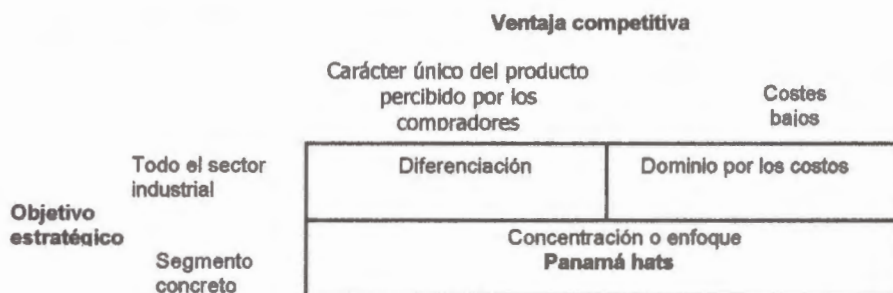 Ventaja competitiva
Carácter único del producto
percibido por los
compradores
Costes
bajos
Todo el sector
industrial
Diferenciación
Dominio por los costos
Objetivo
estratégico
Segmento
concreto
Concentración o enfoque
Panamá hats